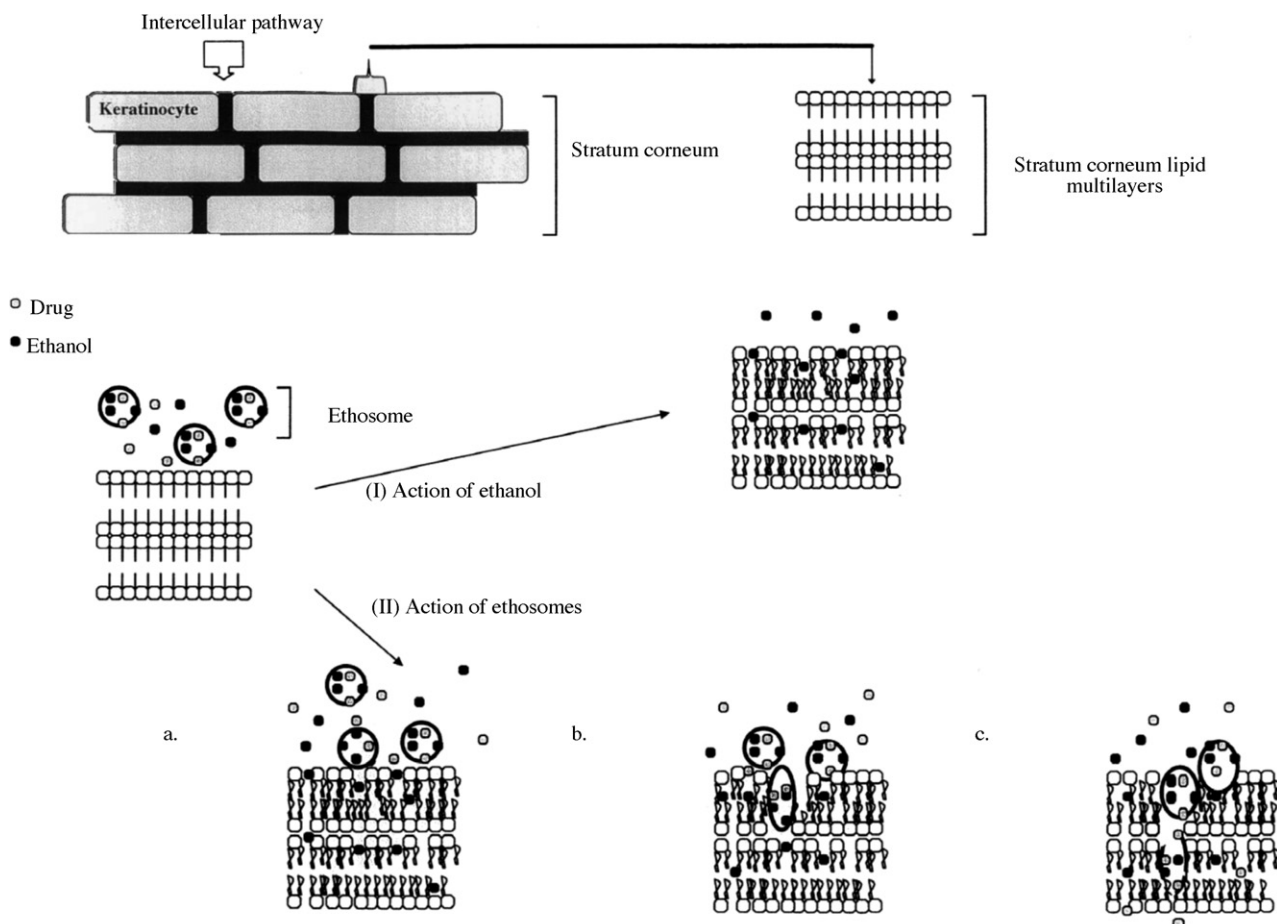 Intercellular pathway
Keratinocyte
Stratum corneum
Stratum corneum lipid
multilayers
Drug
Ethanol
Ethosome
(I) Action of ethanol
(II) Action of ethosomes
a.
b.
c.